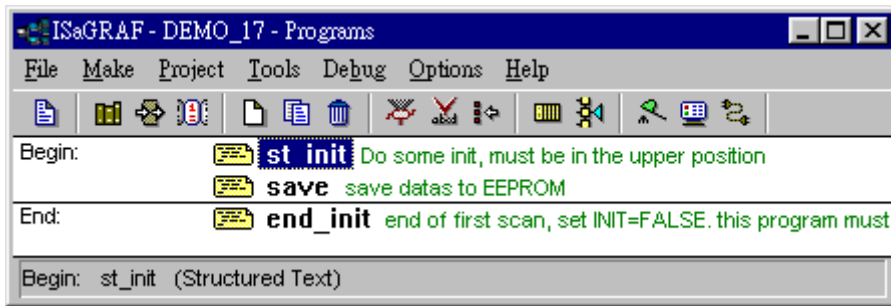 ISaGRAF - DEMO_17 - Programs
File Make Project Tools Debug Options Help
Begin: st_init Do some init, must be in the upper position
save save datas to EEPROM
End: end_init end of first scan, set INIT=FALSE. this program must
Begin: st_init (Structured Text)